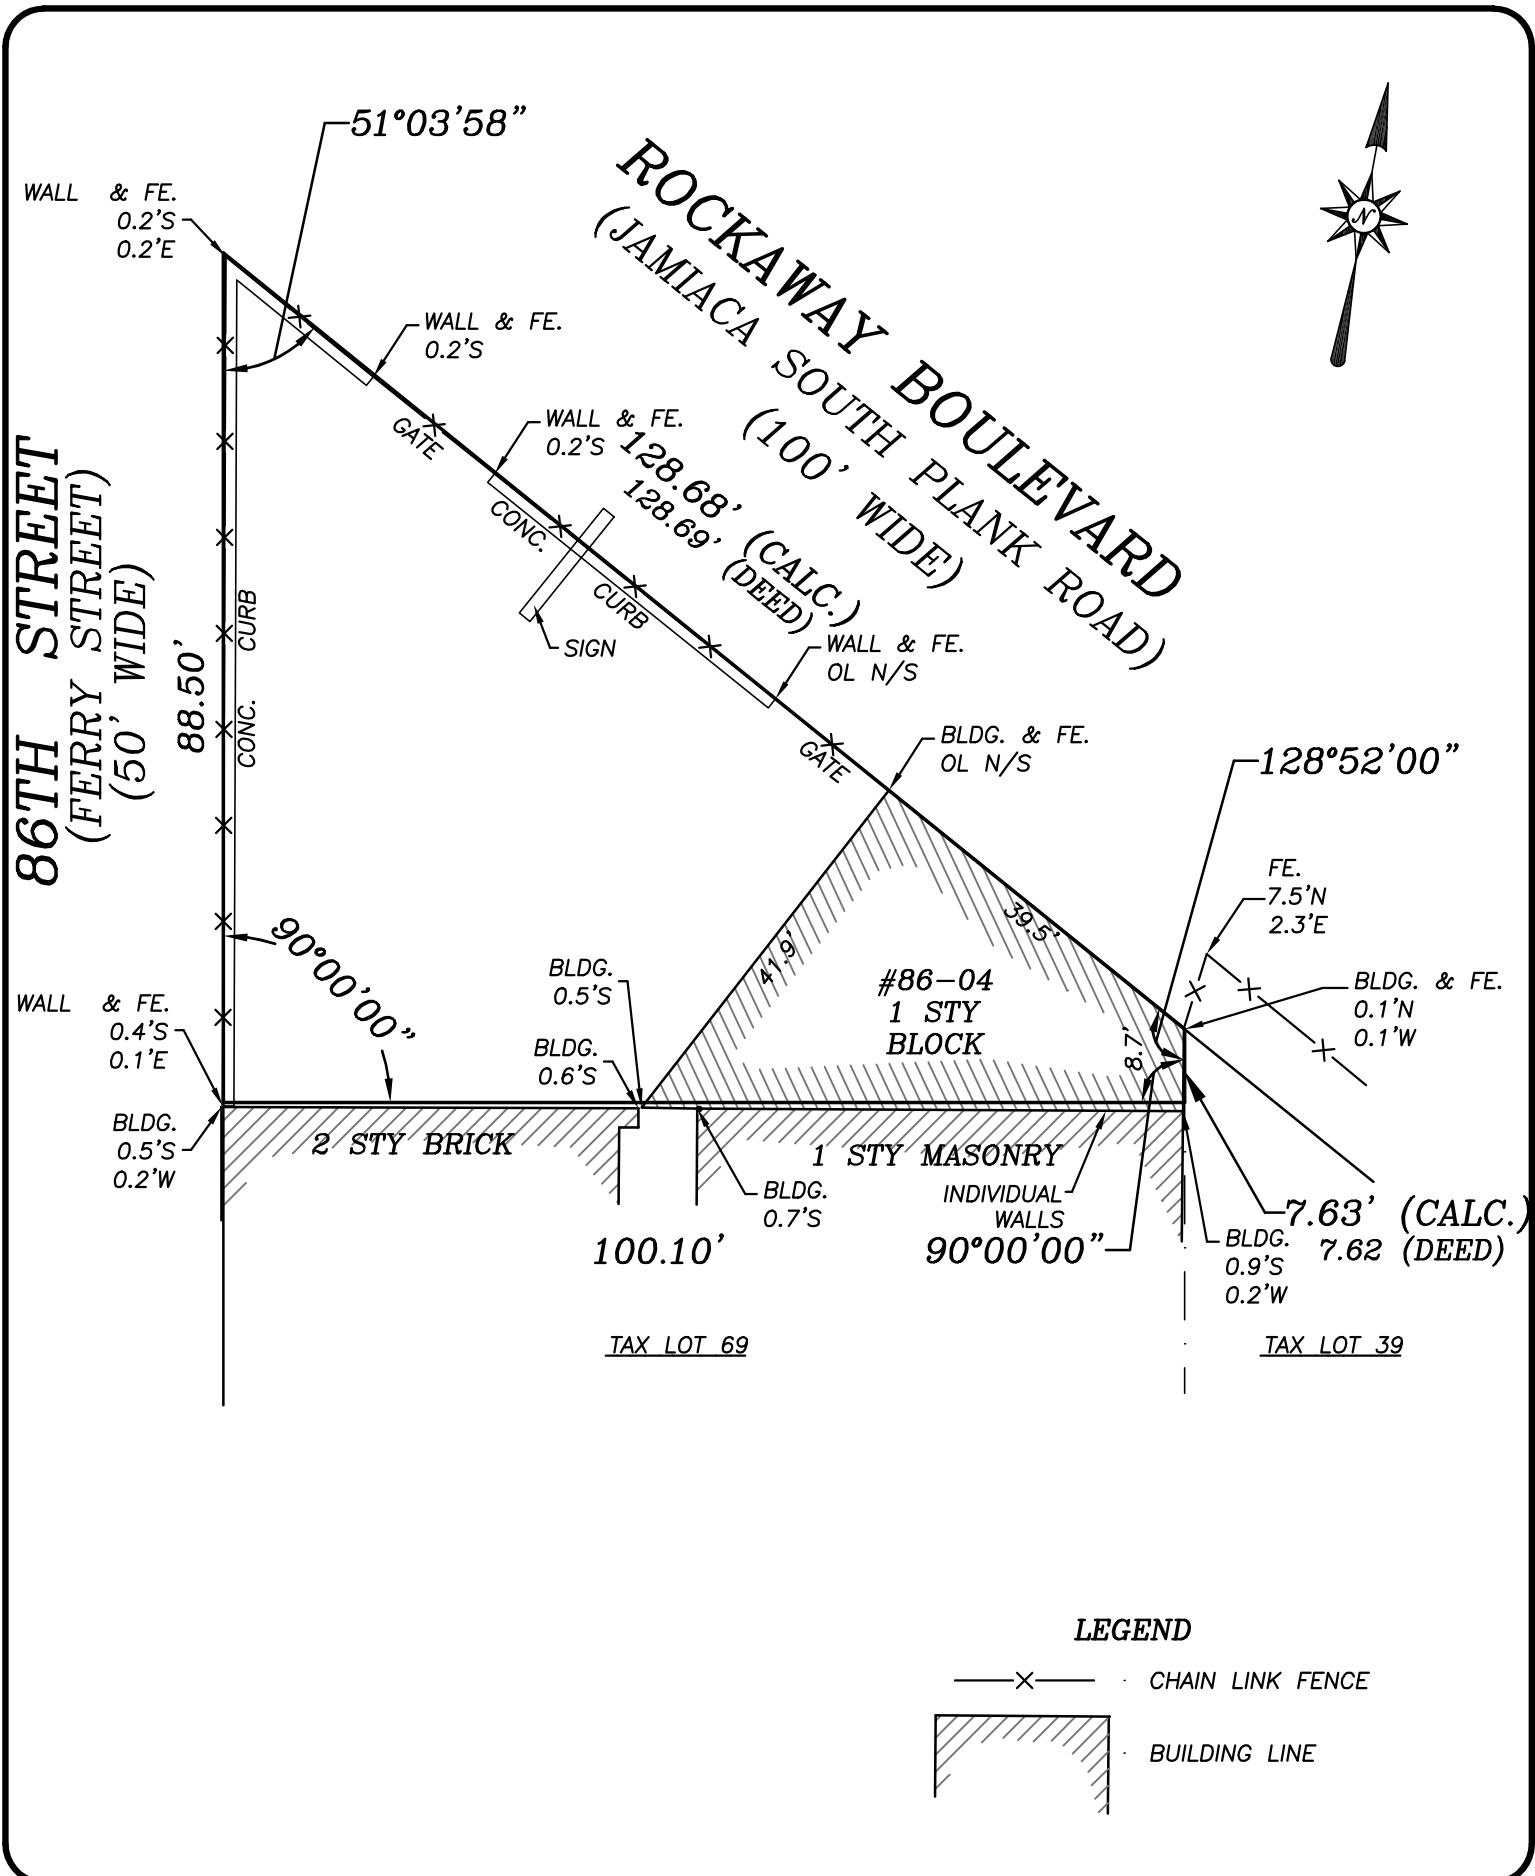 51°03'58"
WALL & FE.
0.2'S
0.2'E
ROCKAWAY BOULEVARD
(JAMIACA SOUTH PLANK ROAD)
(100' WIDE)
N
WALL & FE.
0.2'S
GATE
WALL & FE.
0.2'S
128.68' (CALC.)
128.69' (DEED)
CONC.
CURB
SIGN
86TH STREET
(FERRY STREET)
(50' WIDE)
88.50'
CONC. CURB
WALL & FE.
OL N/S
GATE
BLDG. & FE.
OL N/S
128°52'00"
FE.
7.5'N
2.3'E
39.5'
41.9'
90°00'00"
BLDG.
0.5'S
#86-04
1 STY
BLOCK
BLDG. & FE.
0.1'N
0.1'W
WALL & FE.
0.4'S
0.1'E
BLDG.
0.6'S
8.7'
BLDG.
0.5'S
0.2'W
2 STY BRICK
1 STY MASONRY
BLDG.
0.7'S
INDIVIDUAL
WALLS
7.63' (CALC.)
7.62 (DEED)
100.10'
90°00'00"
BLDG.
0.9'S
0.2'W
TAX LOT 69
TAX LOT 39
LEGEND
CHAIN LINK FENCE
BUILDING LINE